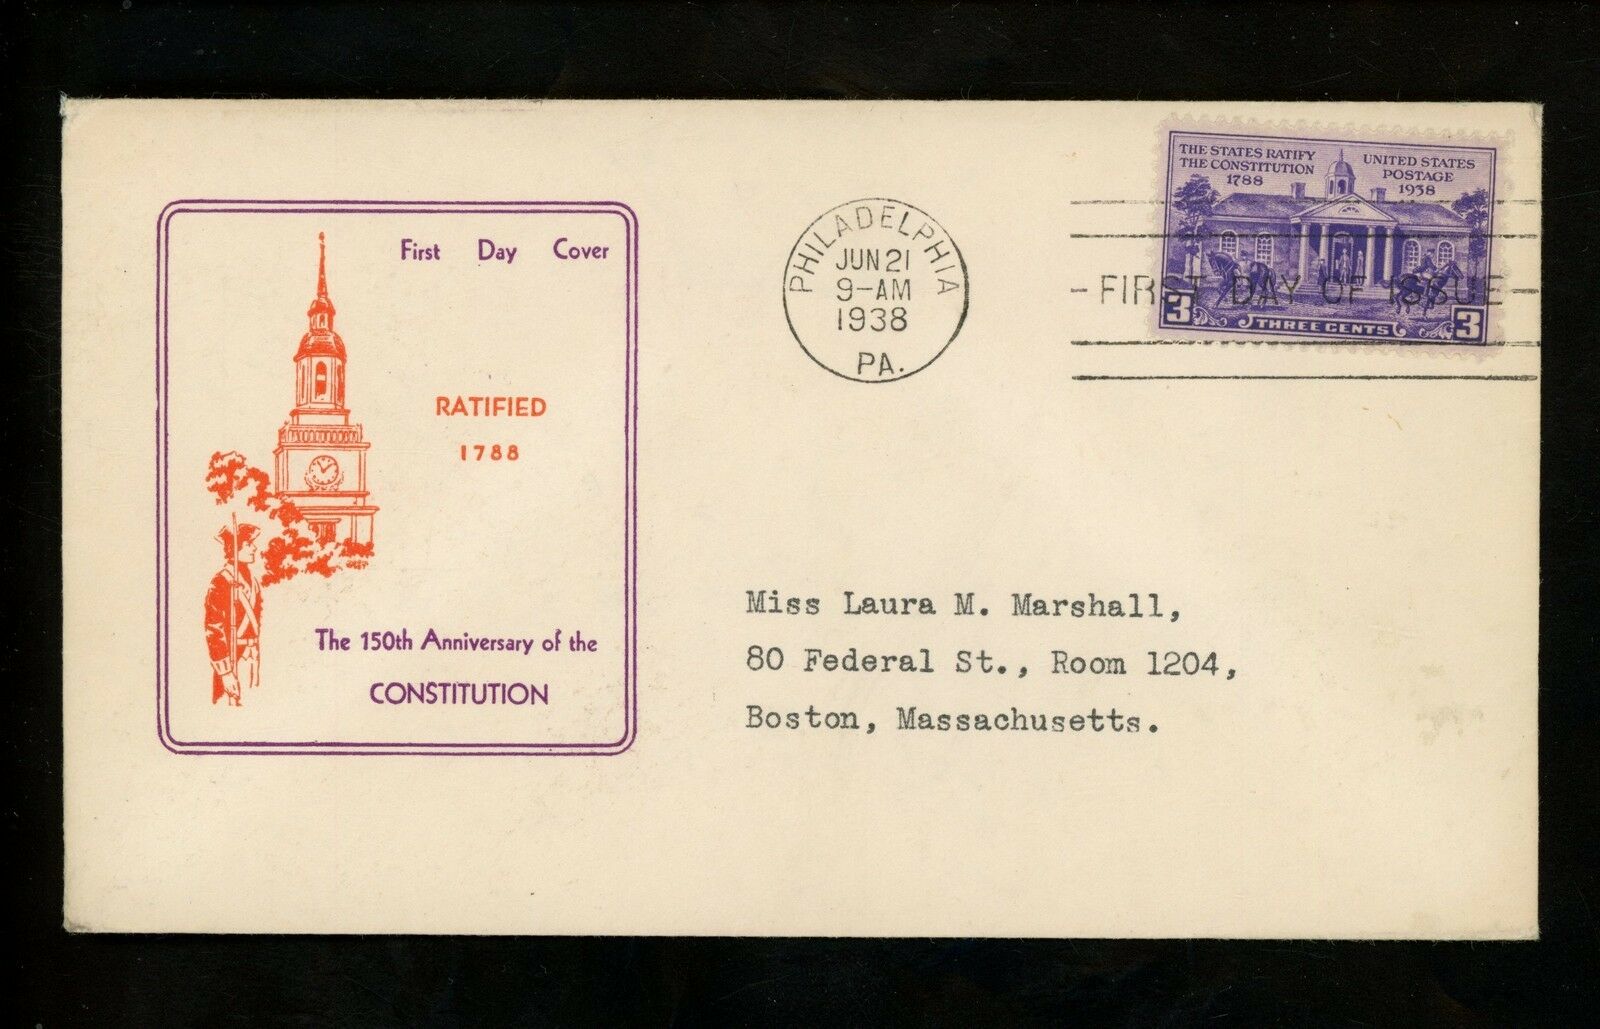 First Day Cover
RATIFIED
1788
The 150th Anniversary of the
CONSTITUTION
PHILADELPHIA
JUN 21
9-AM
1938
PA.
THE STATES RATIFY
THE CONSTITUTION
1788
UNITED STATES
POSTAGE
1938
FIRST DAY OF ISSUE
3 THREE CENTS 3
Miss Laura M. Marshall,
80 Federal St., Room 1204,
Boston, Massachusetts.